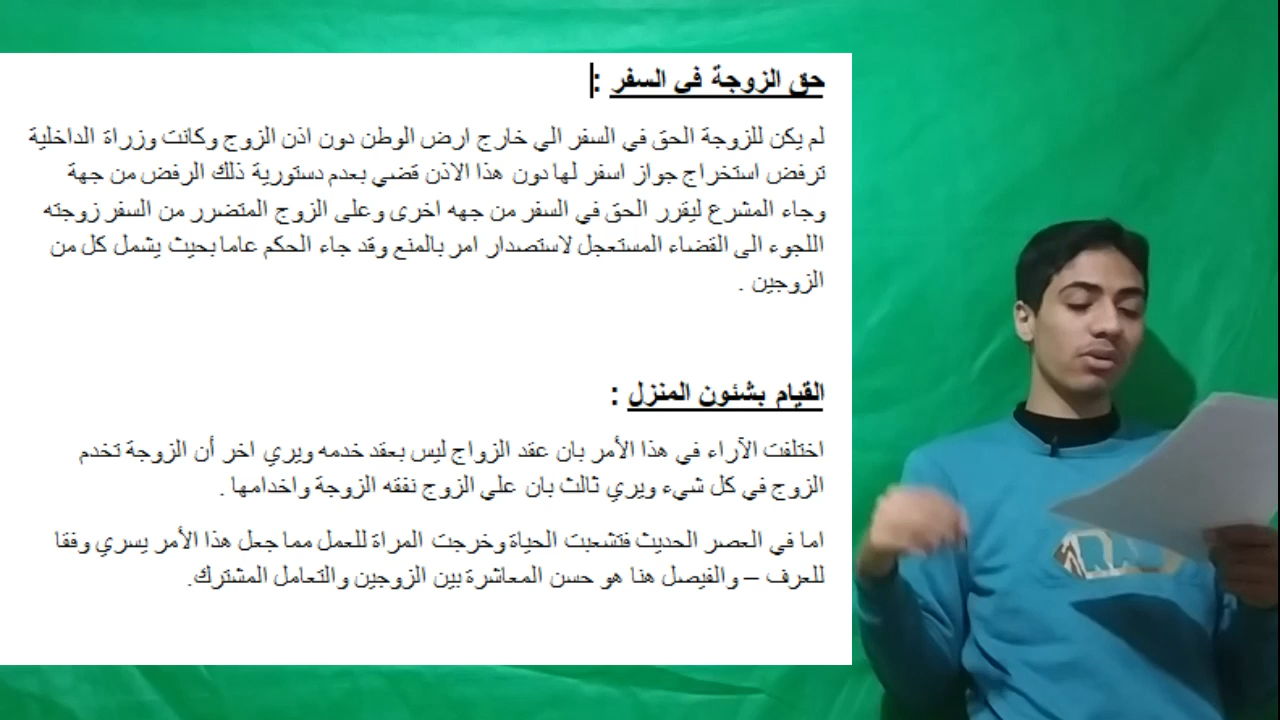 حق الزوجة في السفر :
لم يكن للزوجة الحق في السفر الي خارج ارض الوطن دون اذن الزوج وكانت وزراة الداخلية
ترفض استخراج جواز اسفر لها دون هذا الاذن قضي بعدم دستورية ذلك الرفض من جهة
وجاء المشرع ليقرر الحق في السفر من جهه اخرى وعلى الزوج المتضرر من السفر زوجته
اللجوء الى القضاء المستعجل لاستصدار امر بالمنع وقد جاء الحكم عاما بحيث يشمل كل من
الزوجين .
القيام بشئون المنزل :
اختلفت الآراء في هذا الأمر بان عقد الزواج ليس بعقد خدمه ويري اخر أن الزوجة تخدم
الزوج في كل شيء ويري ثالث بان علي الزوج نفقه الزوجة واخدامها .
اما في العصر الحديث فتشعبت الحياة وخرجت المراة للعمل مما جعل هذا الأمر يسري وفقا
للعرف – والفيصل هنا هو حسن المعاشرة بين الزوجين والتعامل المشترك.